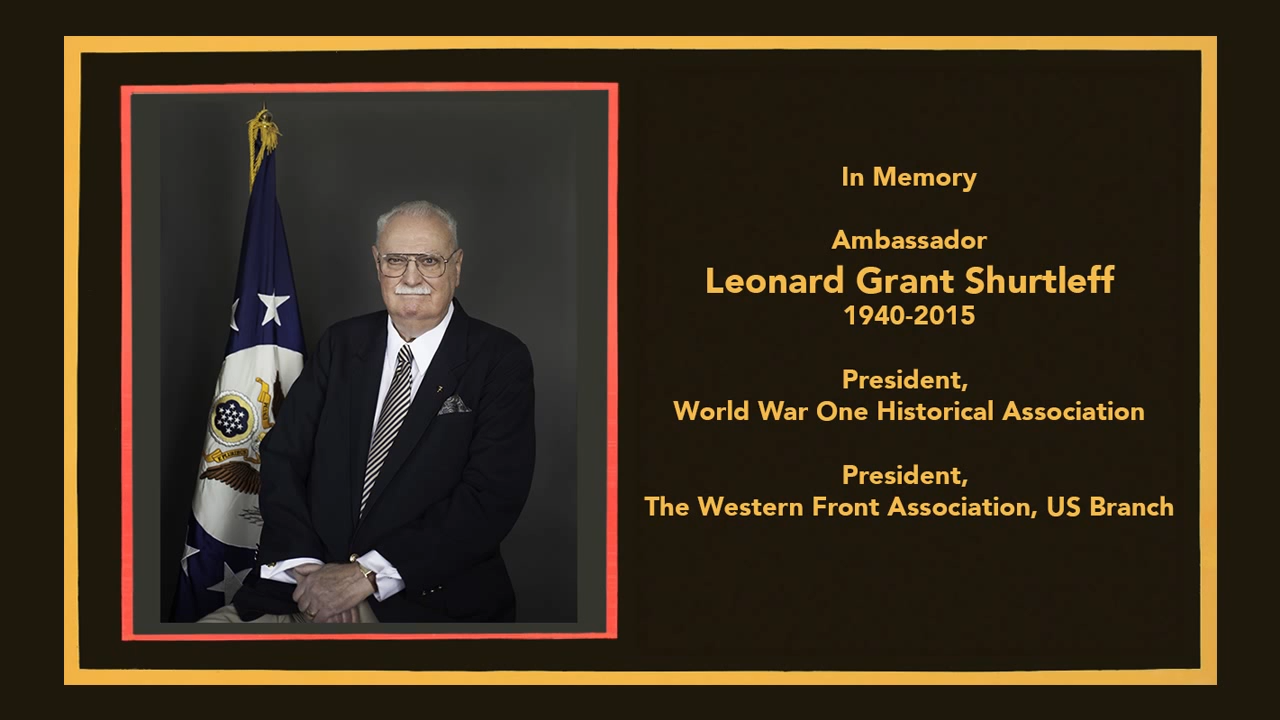 In Memory
Ambassador
Leonard Grant Shurtleff
1940-2015
President,
World War One Historical Association
President,
The Western Front Association, US Branch